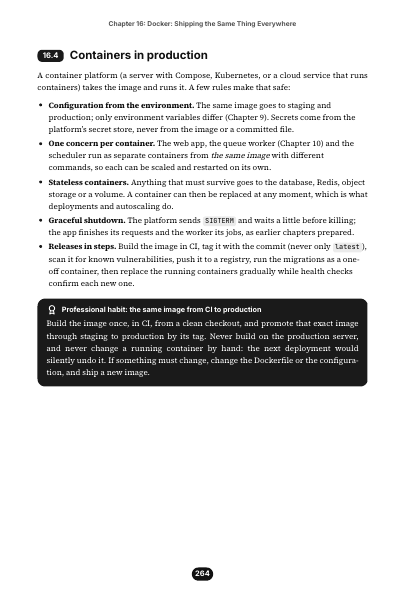 Chapter 16: Docker: Shipping the Same Thing Everywhere
16.4 Containers in production
A container platform (a server with Compose, Kubernetes, or a cloud service that runs
containers) takes the image and runs it. A few rules make that safe:
• Configuration from the environment. The same image goes to staging and
production; only environment variables differ (Chapter 9). Secrets come from the
platform's secret store, never from the image or a committed file.
• One concern per container. The web app, the queue worker (Chapter 10) and the
scheduler run as separate containers from the same image with different
commands, so each can be scaled and restarted on its own.
• Stateless containers. Anything that must survive goes to the database, Redis, object
storage or a volume. A container can then be replaced at any moment, which is what
deployments and autoscaling do.
• Graceful shutdown. The platform sends SIGTERM and waits a little before killing;
the app finishes its requests and the worker its jobs, as earlier chapters prepared.
• Releases in steps. Build the image in CI, tag it with the commit (never only latest),
scan it for known vulnerabilities, push it to a registry, run the migrations as a one-
off container, then replace the running containers gradually while health checks
confirm each new one.
Professional habit: the same image from CI to production
Build the image once, in CI, from a clean checkout, and promote that exact image
through staging to production by its tag. Never build on the production server,
and never change a running container by hand: the next deployment would
silently undo it. If something must change, change the Dockerfile or the configura-
tion, and ship a new image.
264